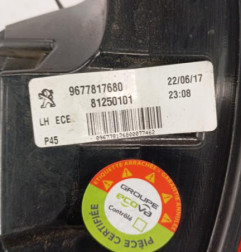 9677817680
22/06/17
81250101
23:08
LH ECE
P45
GROUPE
ecoVa
Contrôlé
PIÈCE CERTIFIÉE